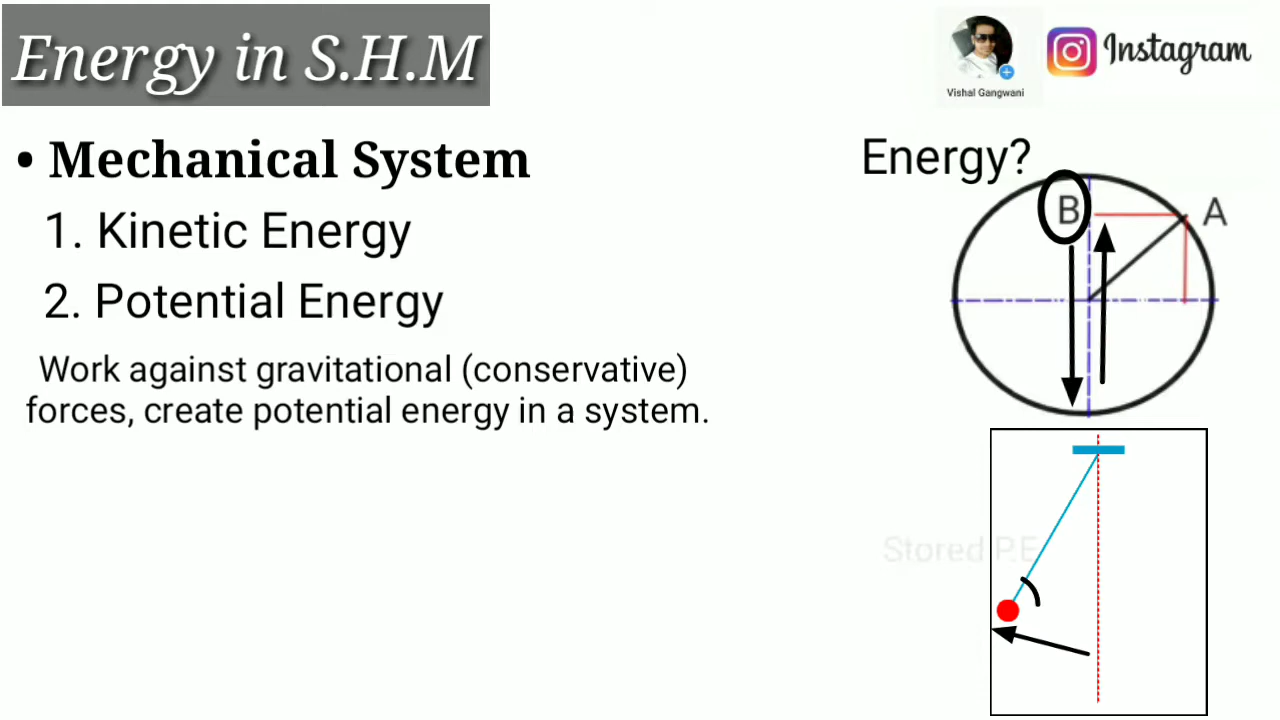 Energy in S.H.M
Vishal Gangwani
Instagram
• Mechanical System
1. Kinetic Energy
2. Potential Energy
Work against gravitational (conservative)
forces, create potential energy in a system.
Energy?
B
A
Stored P.E